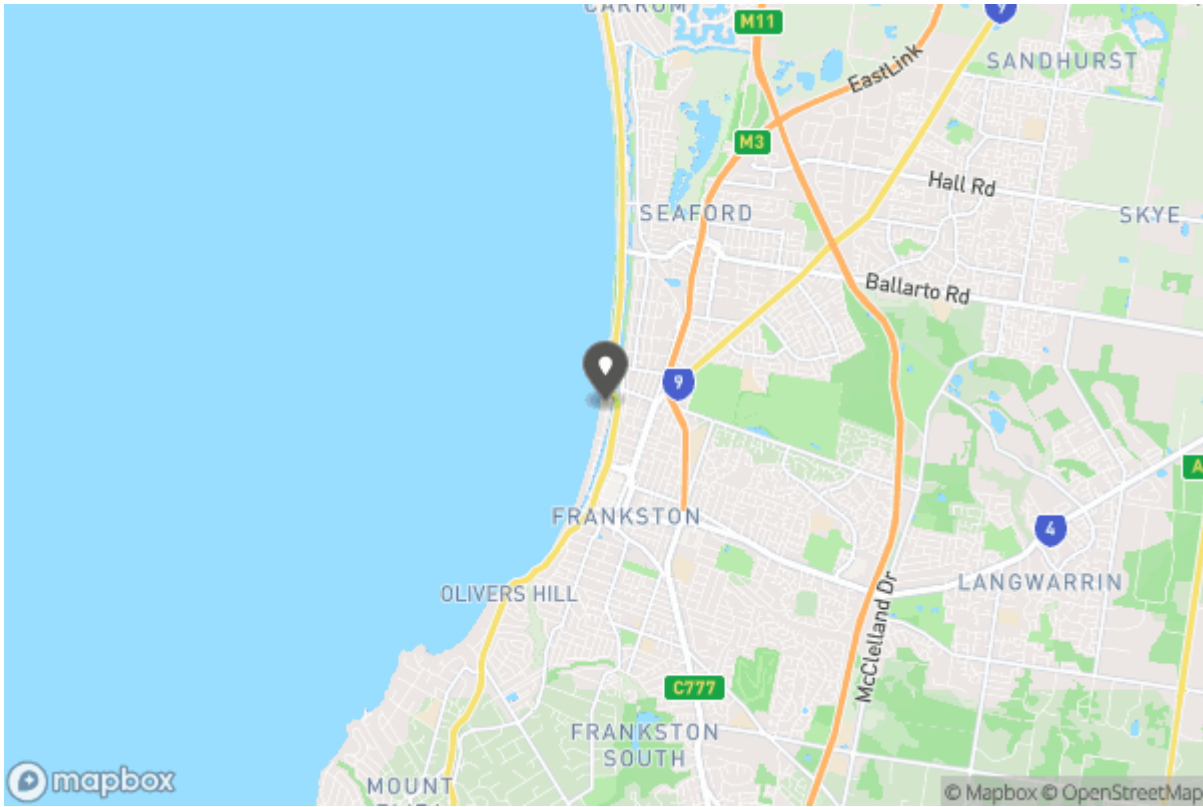 CARRUM
M11
9
SANDHURST
EastLink
M3
Hall Rd
SEAFORD
SKYE
Ballarto Rd
9
A
FRANKSTON
4
OLIVERS HILL
LANGWARRIN
McClelland Dr
C777
FRANKSTON
SOUTH
MOUNT
mapbox
© Mapbox © OpenStreetMap